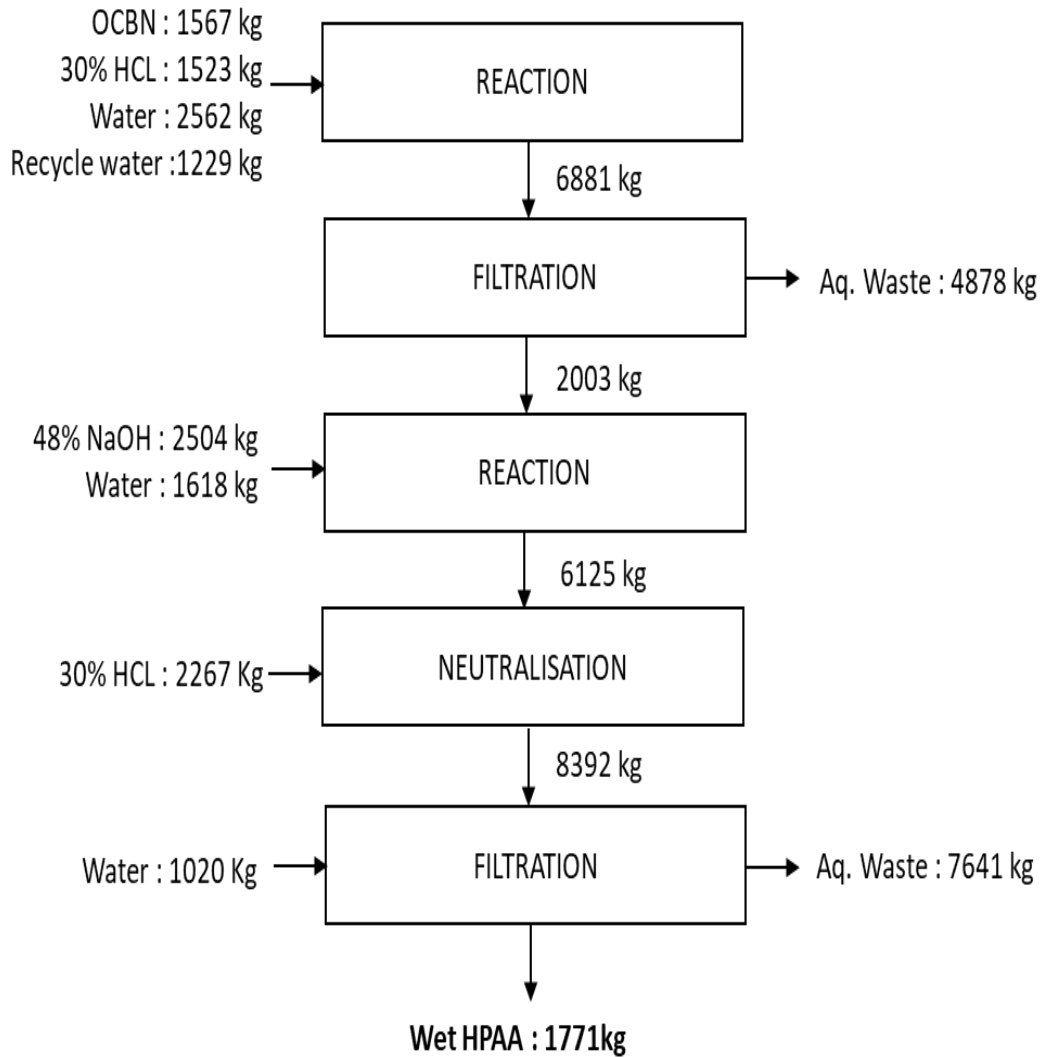 OCBN : 1567 kg
30% HCL : 1523 kg
Water : 2562 kg
Recycle water :1229 kg
REACTION
6881 kg
FILTRATION
Aq. Waste : 4878 kg
2003 kg
48% NaOH : 2504 kg
Water : 1618 kg
REACTION
6125 kg
30% HCL : 2267 Kg
NEUTRALISATION
8392 kg
Water : 1020 Kg
FILTRATION
Aq. Waste : 7641 kg
Wet HPAA : 1771kg